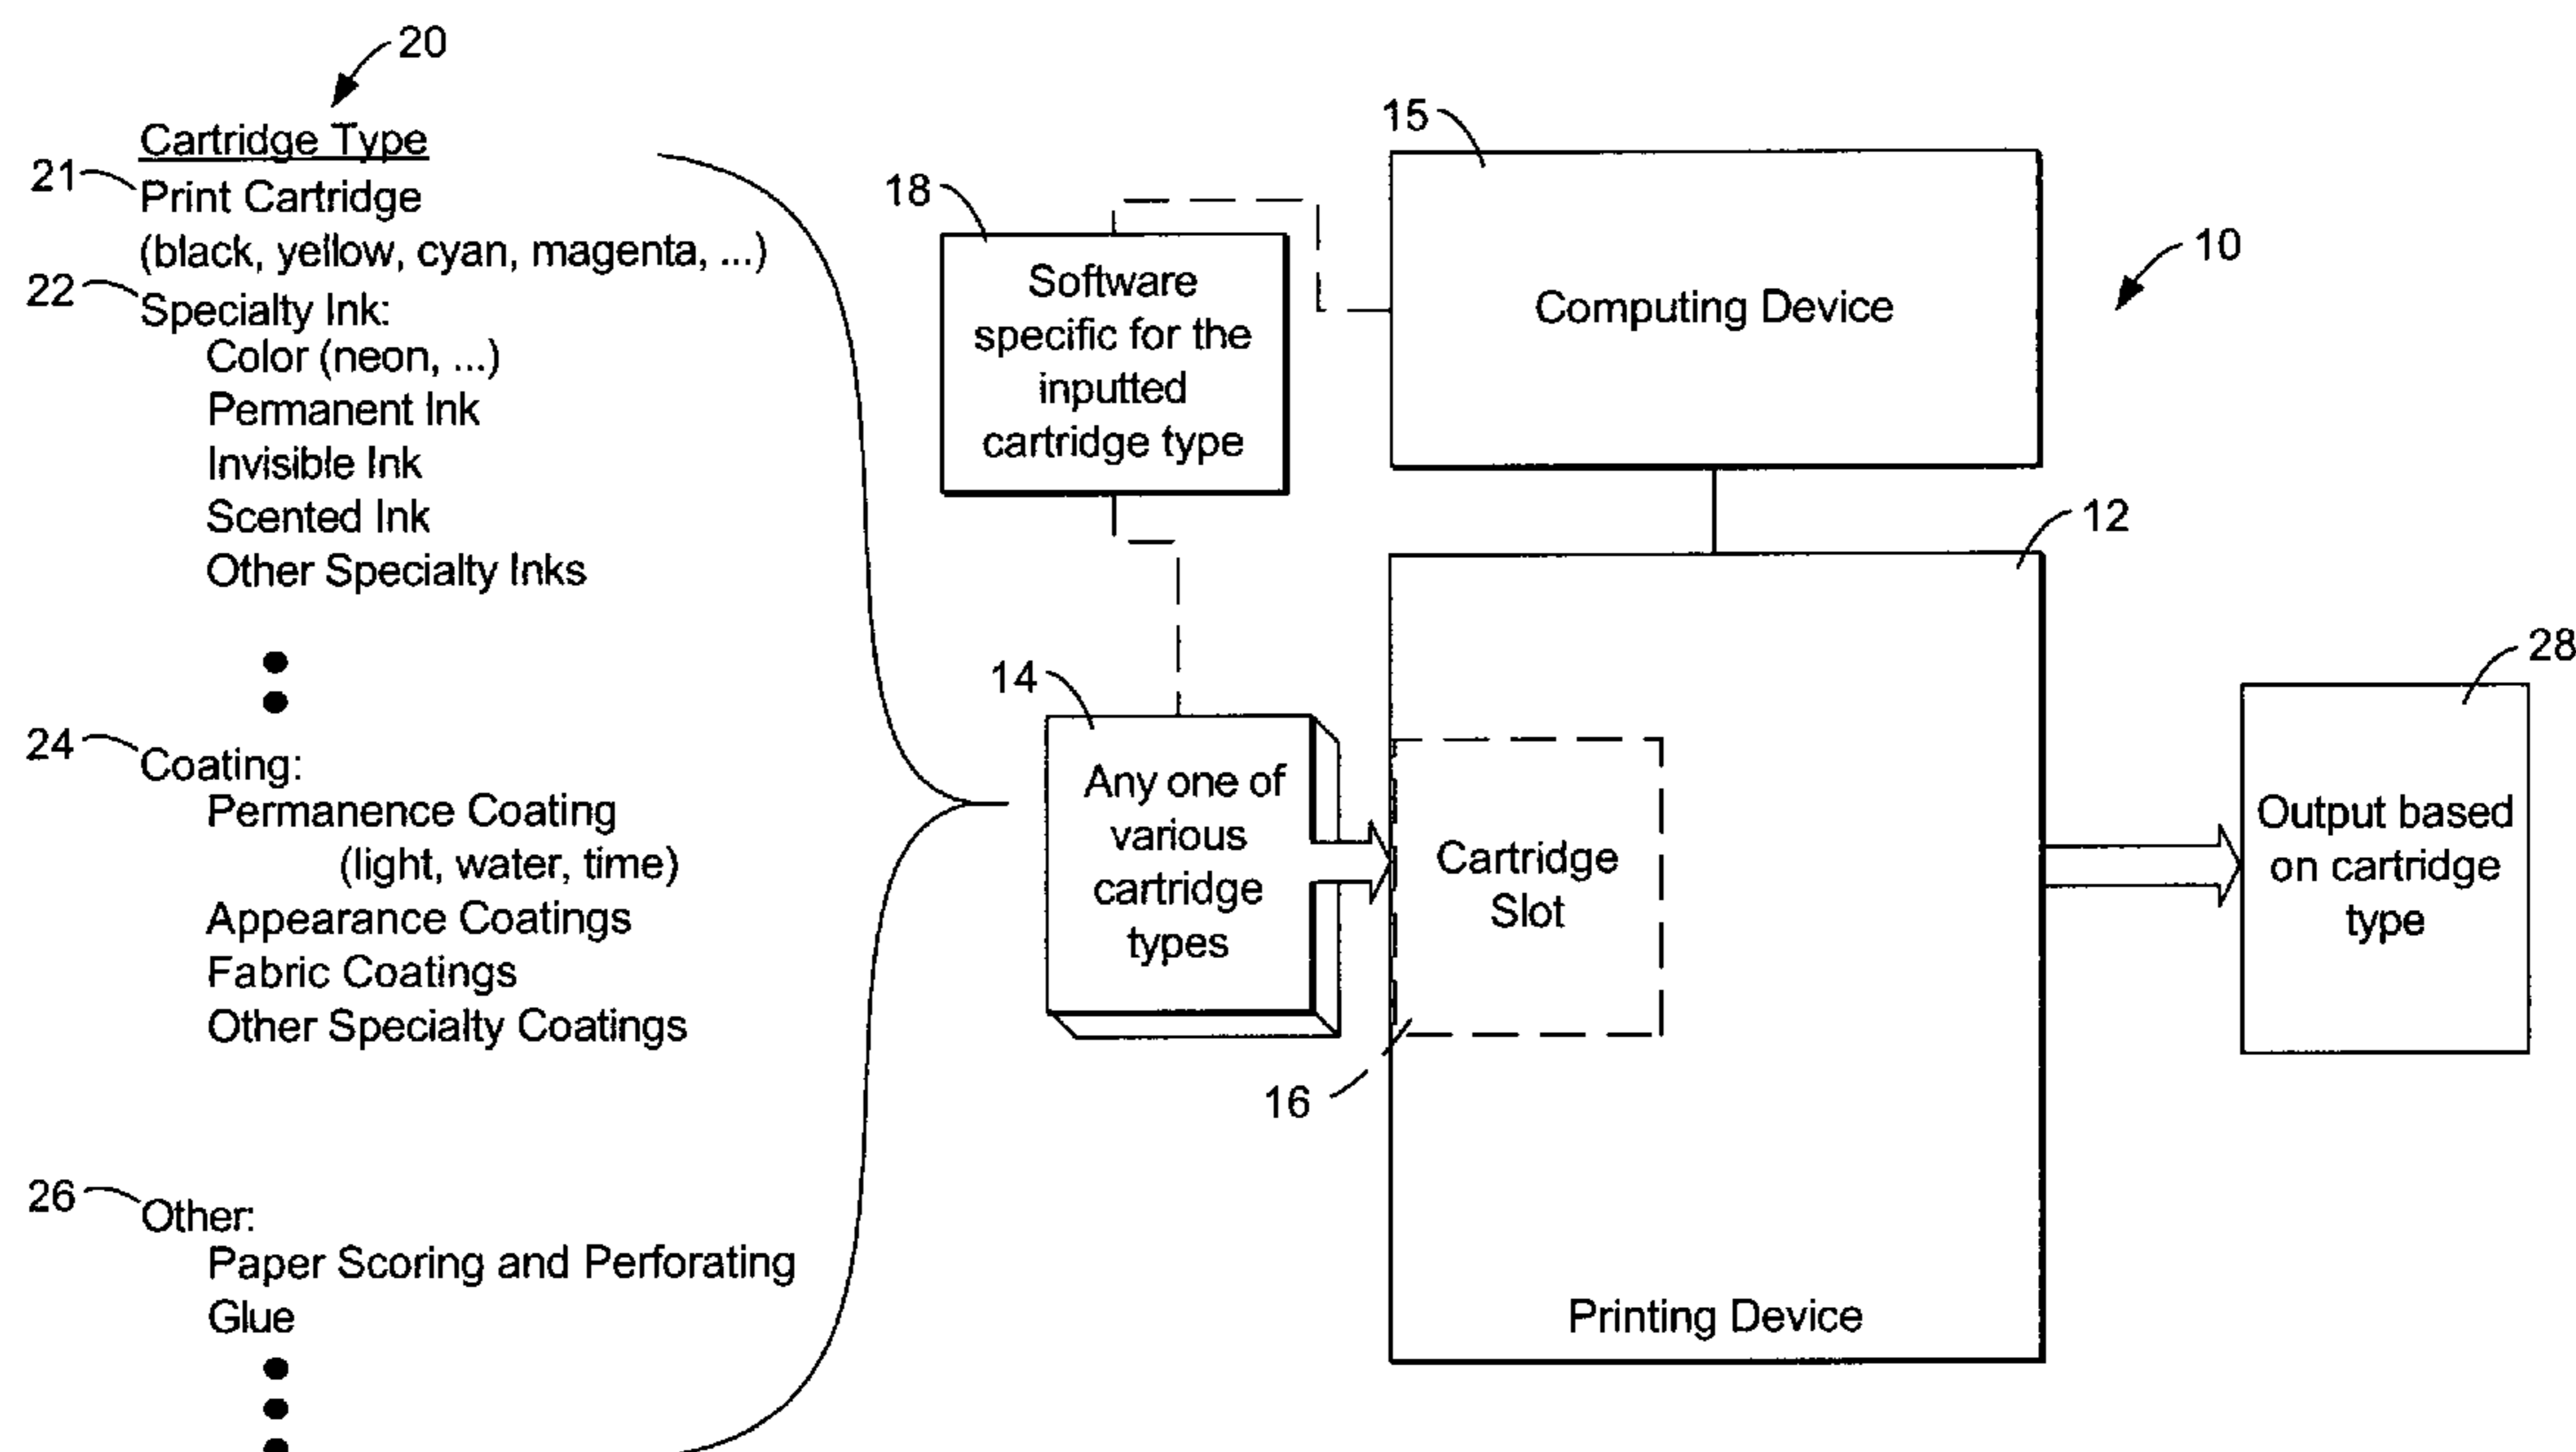 20
Cartridge Type
21
Print Cartridge
(black, yellow, cyan, magenta, ...)
22
Specialty Ink:
Color (neon, ...)
Permanent Ink
Invisible Ink
Scented Ink
Other Specialty Inks
24
Coating:
Permanence Coating
(light, water, time)
Appearance Coatings
Fabric Coatings
Other Specialty Coatings
26
Other:
Paper Scoring and Perforating
Glue
18
Software
specific for the
inputted
cartridge type
15
Computing Device
10
14
Any one of
various
cartridge
types
12
Cartridge
Slot
16
Printing Device
28
Output based
on cartridge
type